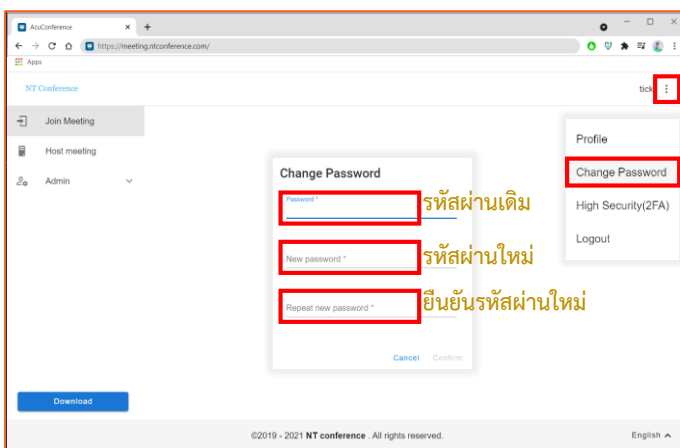 AcuConference
https://meeting.ntconference.com/
Apps
NT Conference
tick
Join Meeting
Host meeting
Admin
Profile
Change Password
High Security(2FA)
Logout
Change Password
Password *
รหัสผ่านเดิม
New password *
รหัสผ่านใหม่
Repeat new password *
ยืนยันรหัสผ่านใหม่
Cancel Confirm
Download
©2019 - 2021 NT conference . All rights reserved.
English